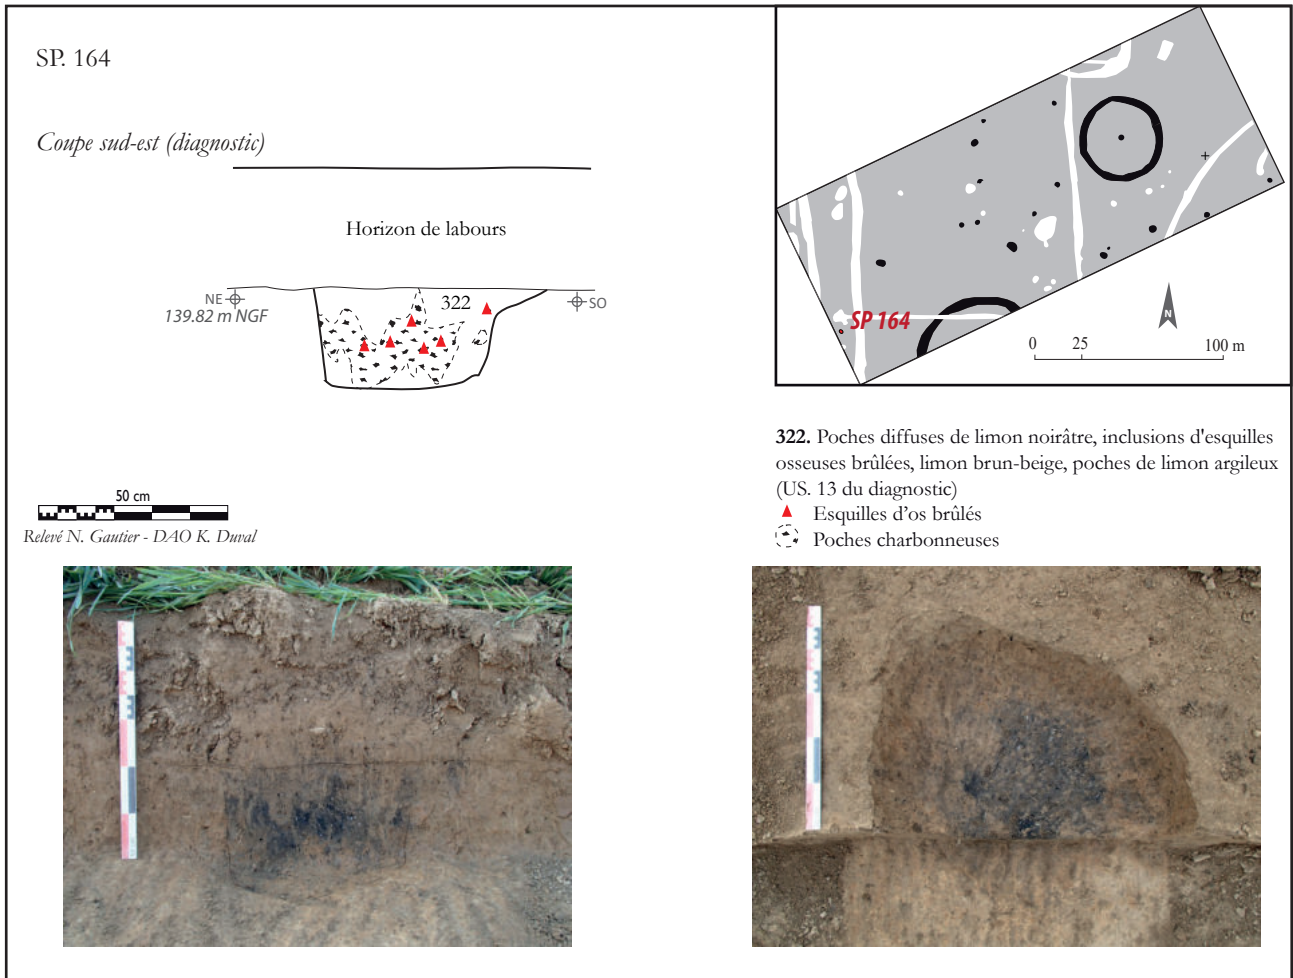 SP. 164
Coupe sud-est (diagnostic)
Horizon de labours
322
NE
SO
139.82 m NGF
50 cm
Relevé N. Gautier - DAO K. Duval
SP 164
N
0 25 100 m
322. Poches diffuses de limon noirâtre, inclusions d'esquilles
osseuses brûlées, limon brun-beige, poches de limon argileux
(US. 13 du diagnostic)
Esquilles d'os brûlés
Poches charbonneuses